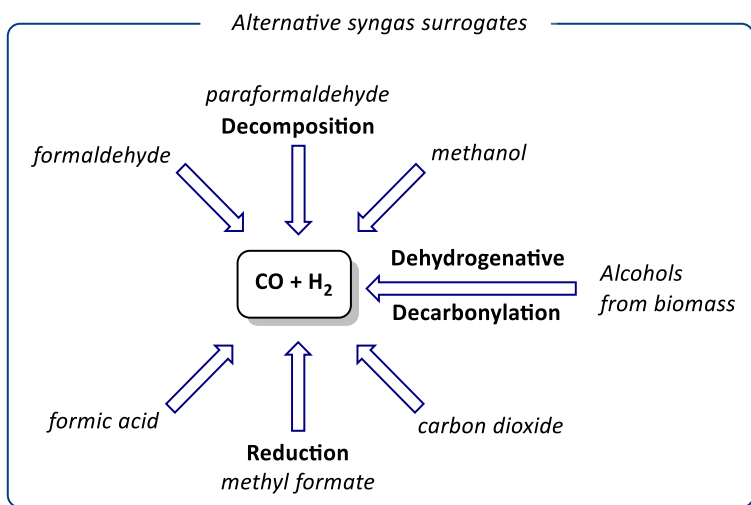 Alternative syngas surrogates
paraformaldehyde
Decomposition
formaldehyde
methanol
Dehydrogenative
CO + H₂
Alcohols
from biomass
Decarbonylation
formic acid
carbon dioxide
Reduction
methyl formate